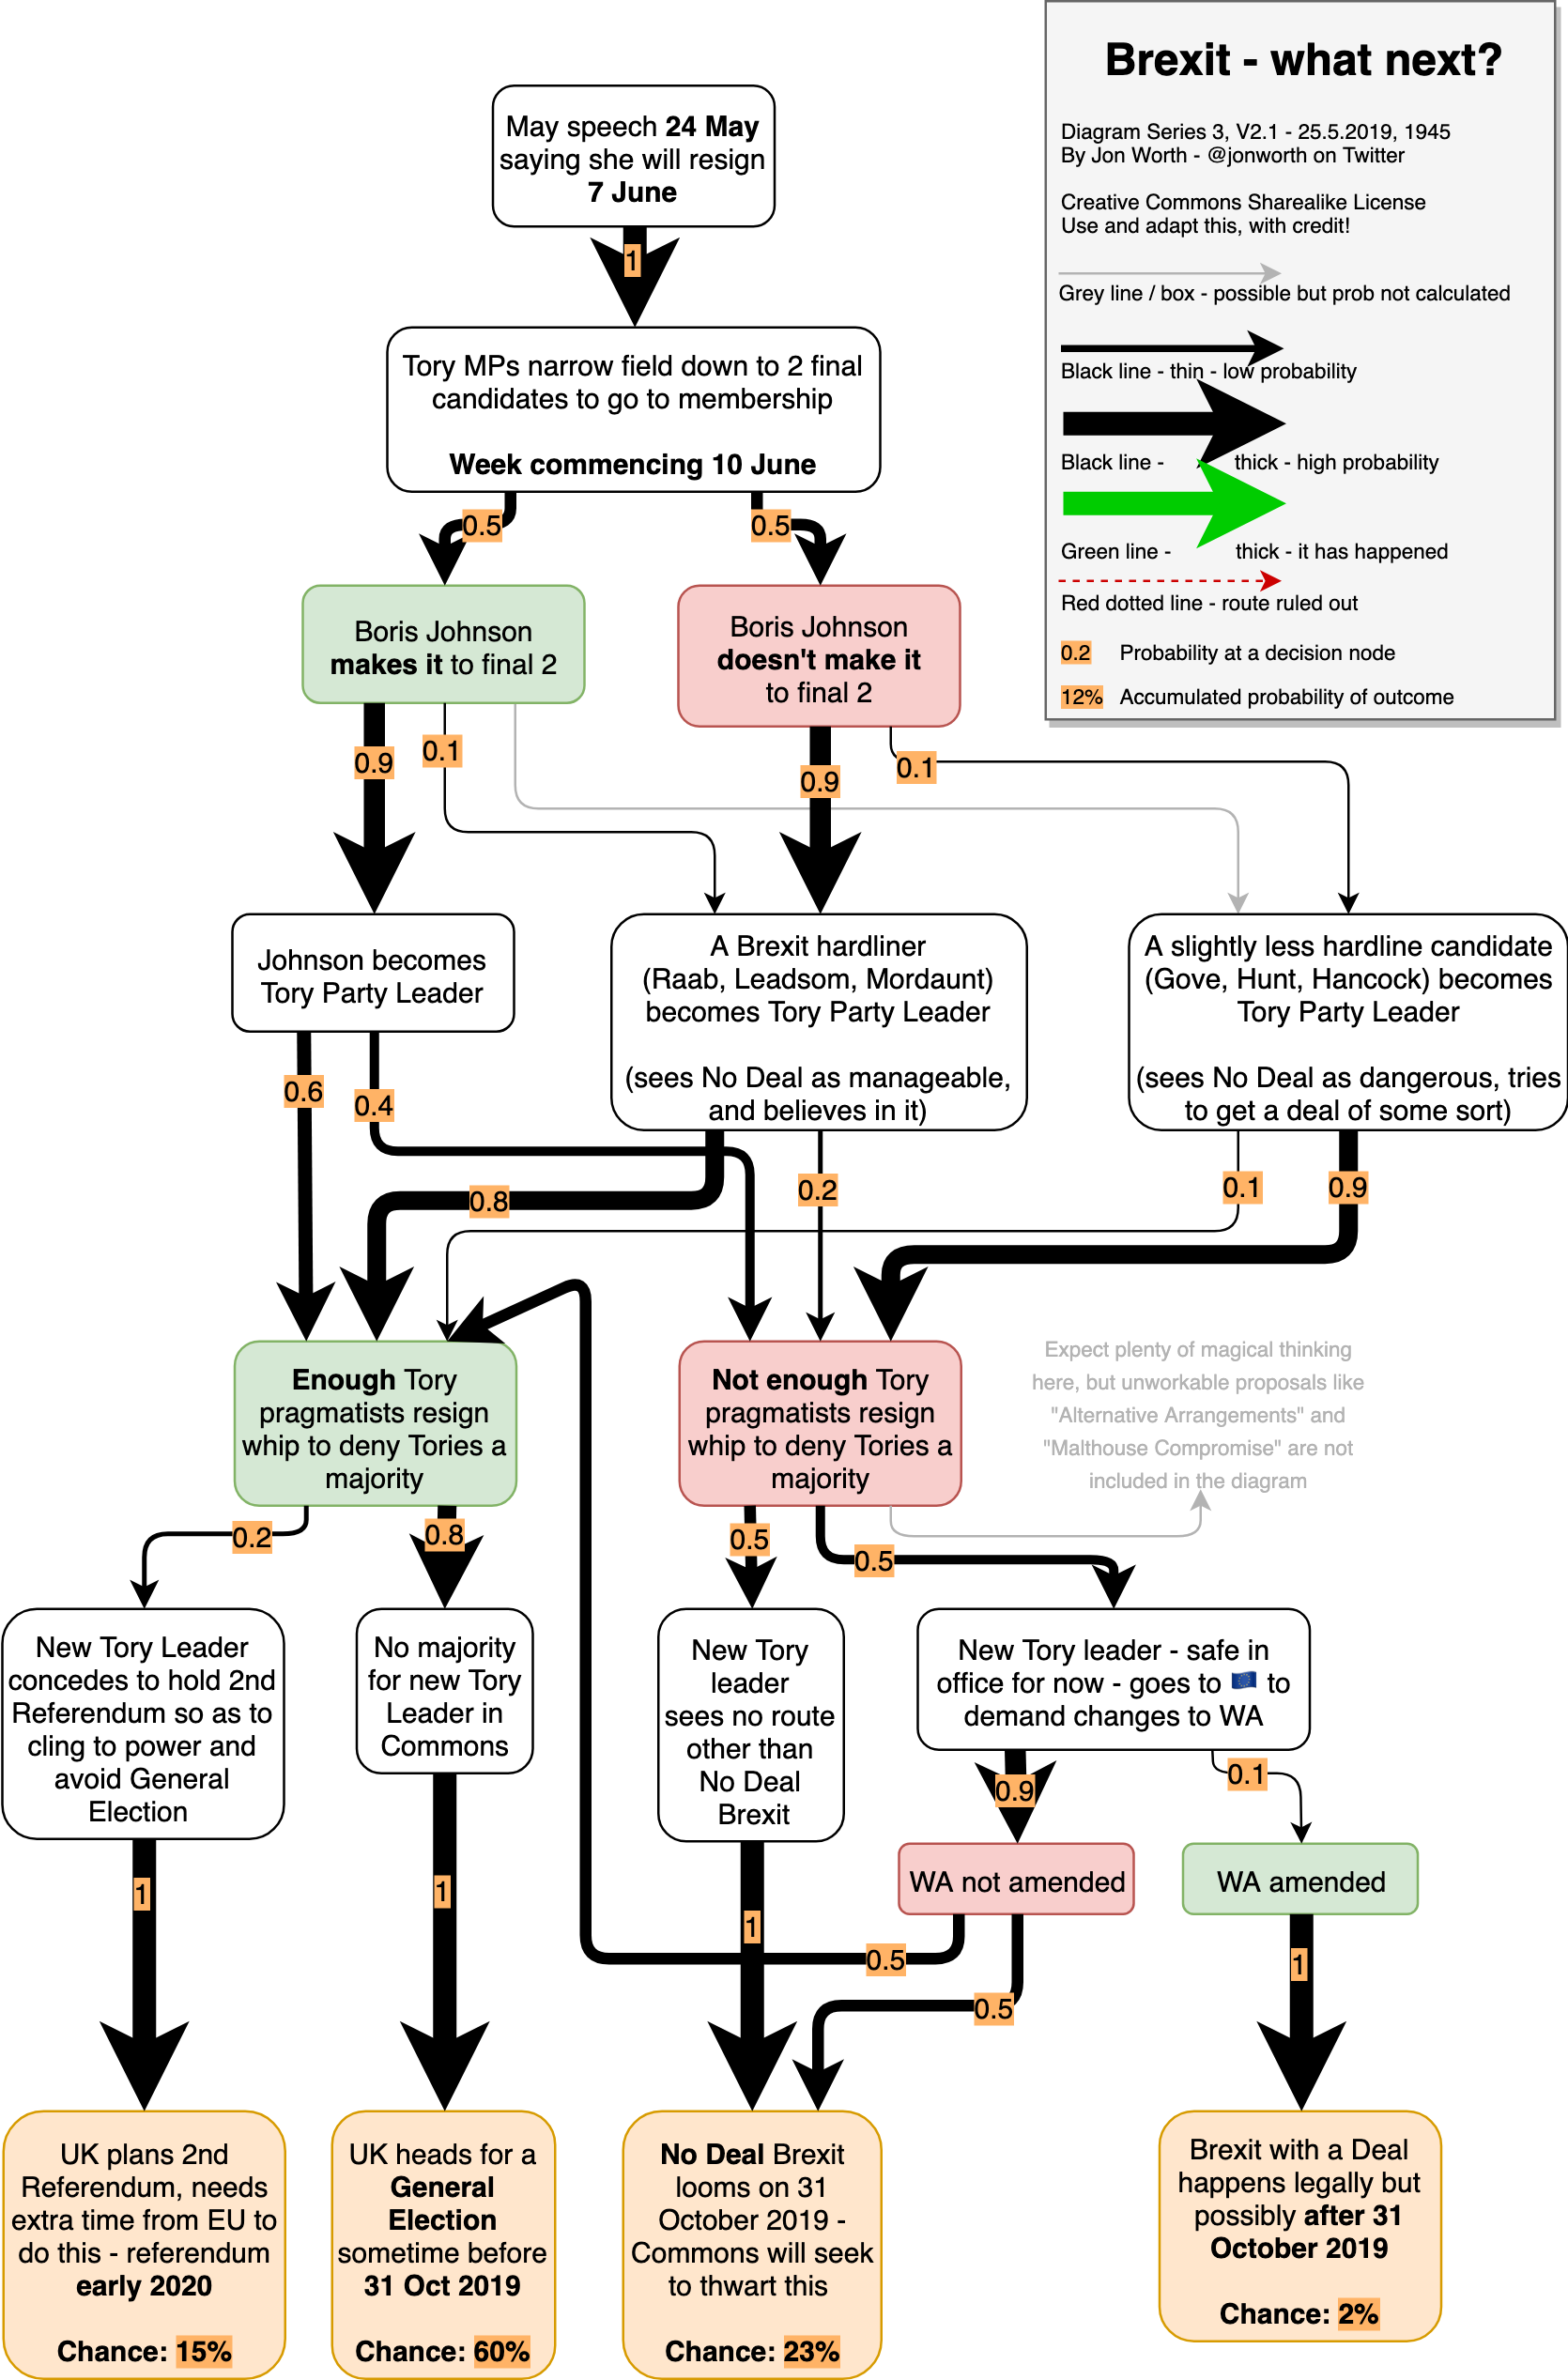 Brexit - what next?
Diagram Series 3, V2.1 - 25.5.2019, 1945
By Jon Worth - @jonworth on Twitter
Creative Commons Sharealike License
Use and adapt this, with credit!
Grey line / box - possible but prob not calculated
Black line - thin - low probability
Black line - thick - high probability
Green line - thick - it has happened
Red dotted line - route ruled out
0.2 Probability at a decision node
12% Accumulated probability of outcome
May speech 24 May
saying she will resign
7 June
1
Tory MPs narrow field down to 2 final
candidates to go to membership
Week commencing 10 June
0.5
0.5
Boris Johnson
makes it to final 2
Boris Johnson
doesn't make it
to final 2
0.9
0.1
0.9
0.1
Johnson becomes
Tory Party Leader
A Brexit hardliner
(Raab, Leadsom, Mordaunt)
becomes Tory Party Leader
(sees No Deal as manageable,
and believes in it)
A slightly less hardline candidate
(Gove, Hunt, Hancock) becomes
Tory Party Leader
(sees No Deal as dangerous, tries
to get a deal of some sort)
0.6
0.4
0.8
0.2
0.1
0.9
Enough Tory
pragmatists resign
whip to deny Tories a
majority
Not enough Tory
pragmatists resign
whip to deny Tories a
majority
Expect plenty of magical thinking
here, but unworkable proposals like
"Alternative Arrangements" and
"Malthouse Compromise" are not
included in the diagram
0.2
0.8
0.5
0.5
New Tory Leader
concedes to hold 2nd
Referendum so as to
cling to power and
avoid General
Election
No majority
for new Tory
Leader in
Commons
New Tory
leader
sees no route
other than
No Deal
Brexit
New Tory leader - safe in
office for now - goes to 🇪🇺 to
demand changes to WA
0.9
0.1
WA not amended
WA amended
1
1
1
0.5
0.5
1
UK plans 2nd
Referendum, needs
extra time from EU to
do this - referendum
early 2020
Chance: 15%
UK heads for a
General
Election
sometime before
31 Oct 2019
Chance: 60%
No Deal Brexit
looms on 31
October 2019 -
Commons will seek
to thwart this
Chance: 23%
Brexit with a Deal
happens legally but
possibly after 31
October 2019
Chance: 2%